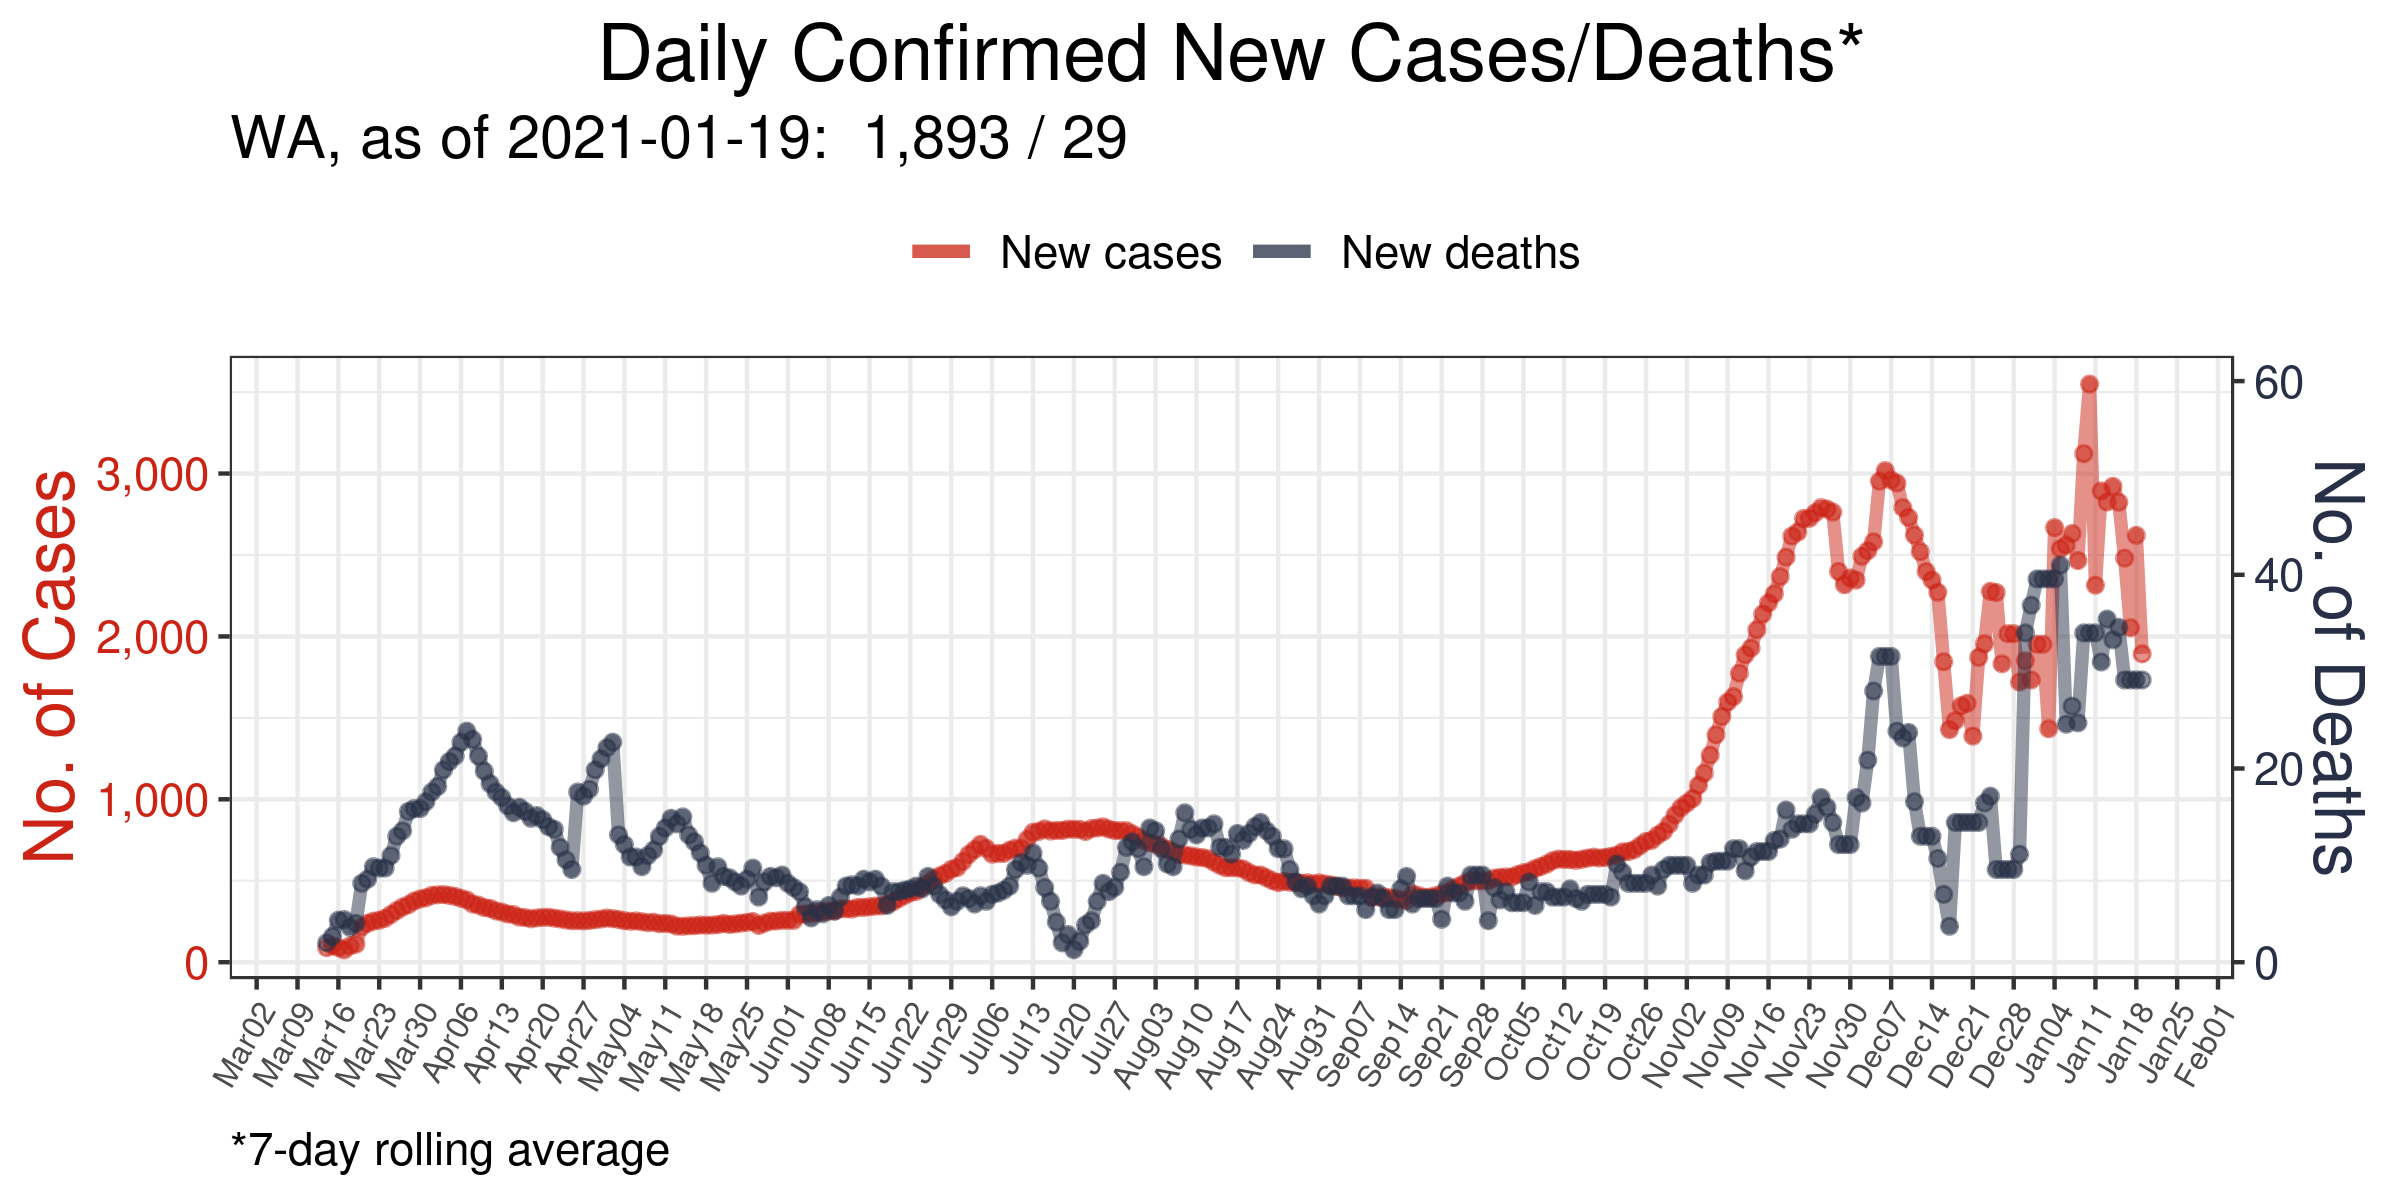 Daily Confirmed New Cases/Deaths*
WA, as of 2021-01-19:  1,893 / 29
New cases
New deaths
No. of Cases
3,000
2,000
1,000
0
60
40
20
0
No. of Deaths
Mar02
Mar09
Mar16
Mar23
Mar30
Apr06
Apr13
Apr20
Apr27
May04
May11
May18
May25
Jun01
Jun08
Jun15
Jun22
Jun29
Jul06
Jul13
Jul20
Jul27
Aug03
Aug10
Aug17
Aug24
Aug31
Sep07
Sep14
Sep21
Sep28
Oct05
Oct12
Oct19
Oct26
Nov02
Nov09
Nov16
Nov23
Nov30
Dec07
Dec14
Dec21
Dec28
Jan04
Jan11
Jan18
Jan25
Feb01
*7-day rolling average